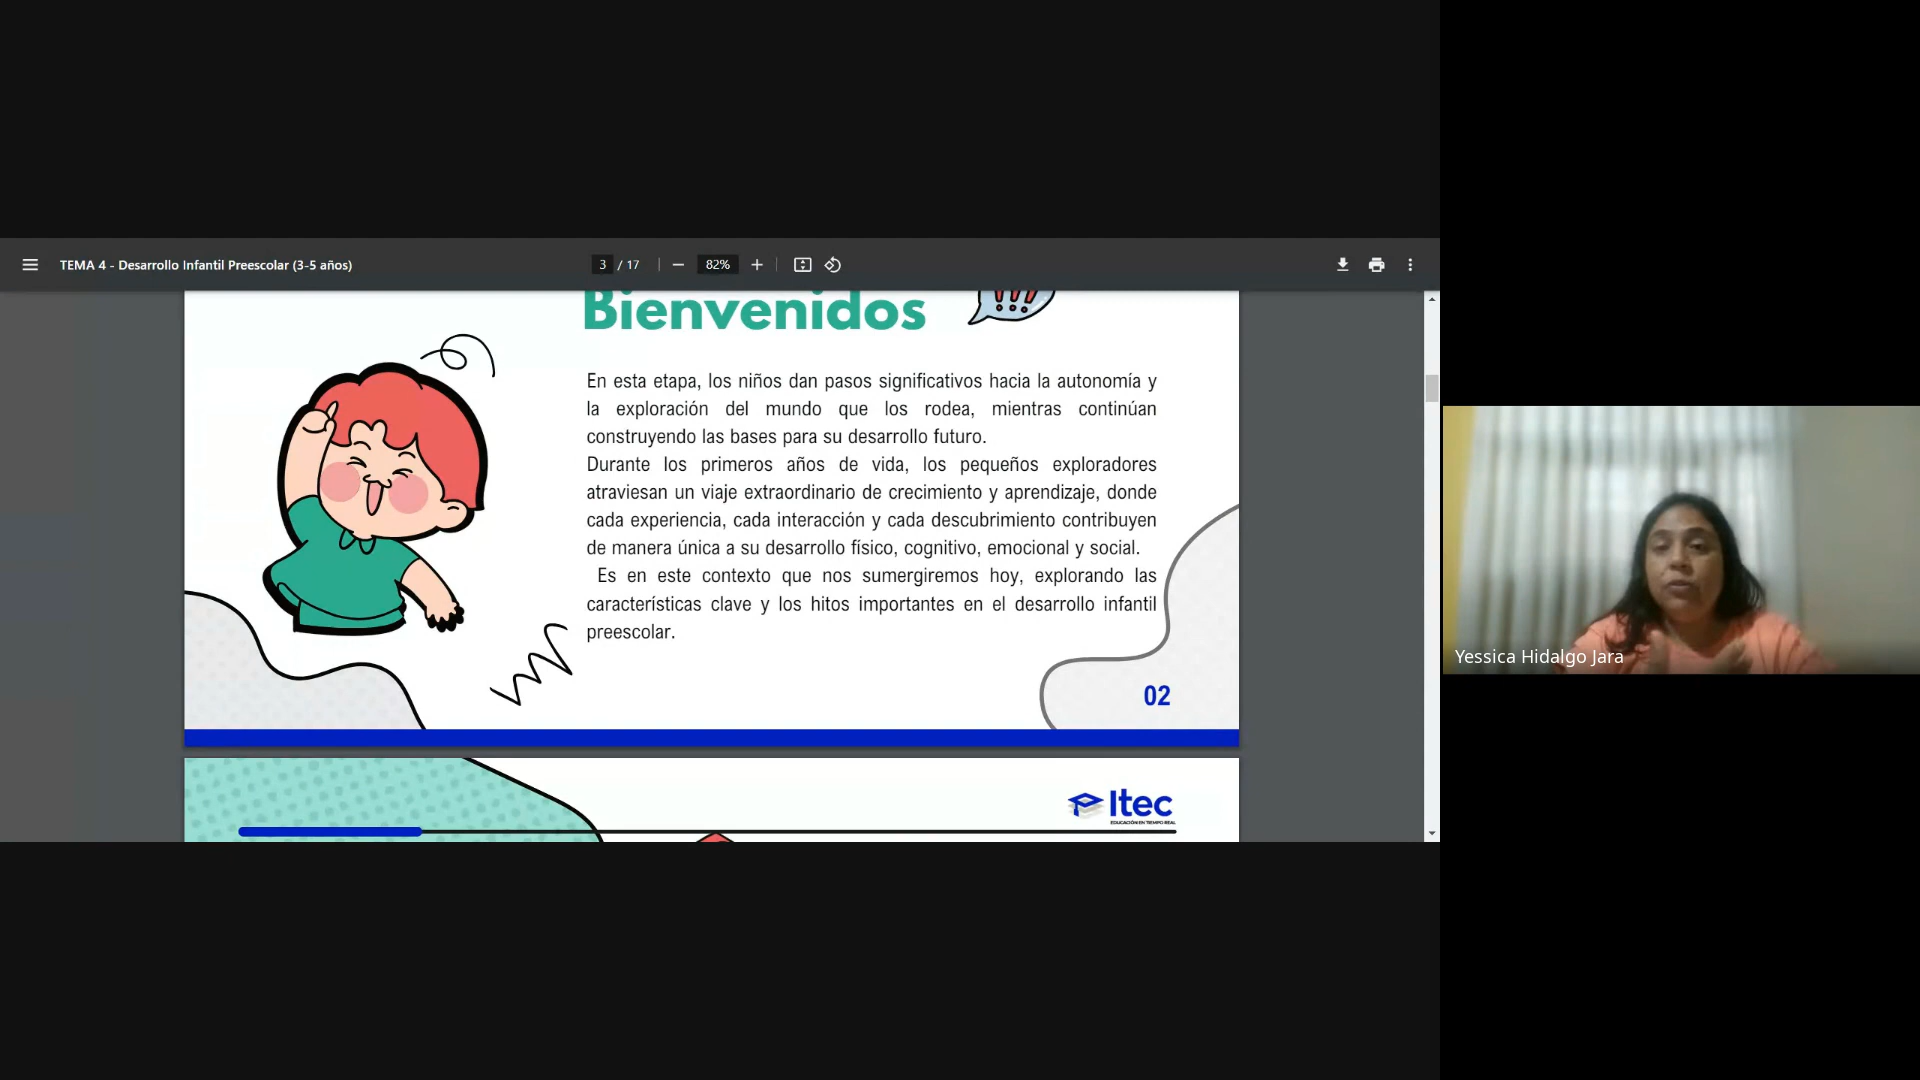 TEMA 4 - Desarrollo Infantil Preescolar (3-5 años)
3 / 17
82%
Bienvenidos
En esta etapa, los niños dan pasos significativos hacia la autonomía y
la exploración del mundo que los rodea, mientras continúan
construyendo las bases para su desarrollo futuro.
Durante los primeros años de vida, los pequeños exploradores
atraviesan un viaje extraordinario de crecimiento y aprendizaje, donde
cada experiencia, cada interacción y cada descubrimiento contribuyen
de manera única a su desarrollo físico, cognitivo, emocional y social.
Es en este contexto que nos sumergiremos hoy, explorando las
características clave y los hitos importantes en el desarrollo infantil
preescolar.
02
Itec
EDUCACIÓN EN TIEMPO REAL
Yessica Hidalgo Jara